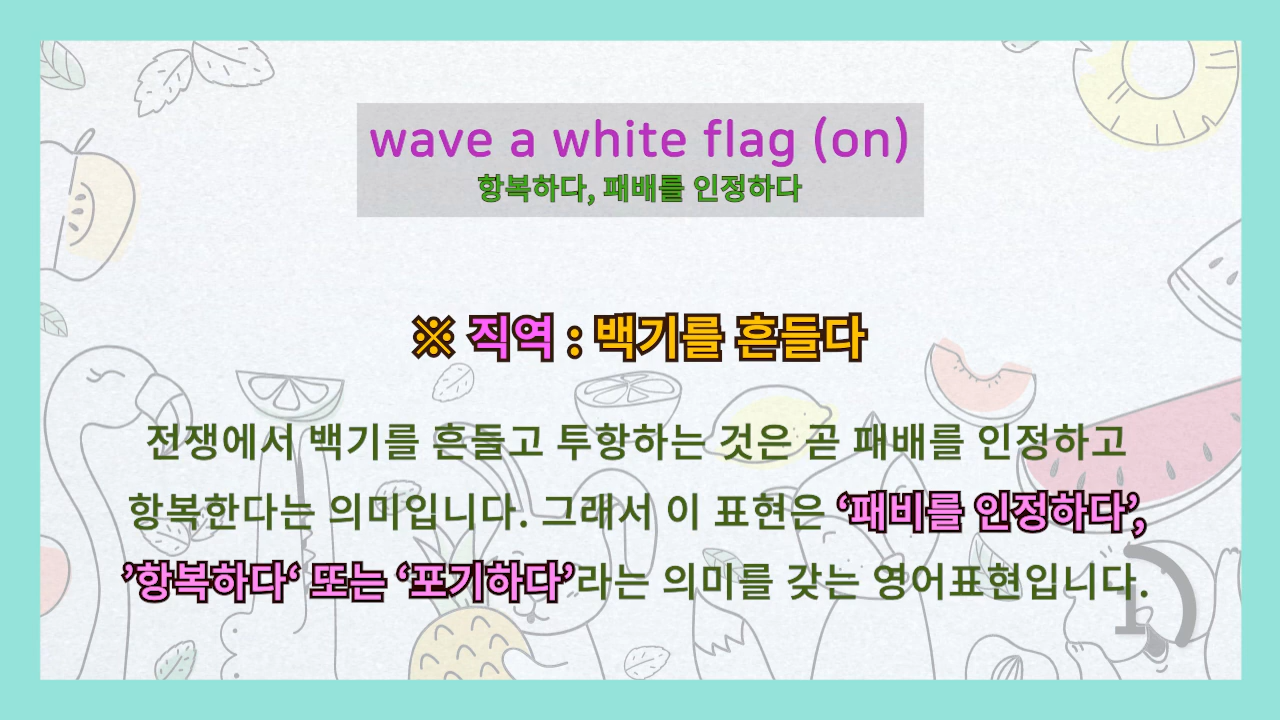 wave a white flag (on)
항복하다, 패배를 인정하다
※ 직역 : 백기를 흔들다
전쟁에서 백기를 흔들고 투항하는 것은 곧 패배를 인정하고
항복한다는 의미입니다. 그래서 이 표현은 ‘패비를 인정하다’,
’항복하다‘ 또는 ‘포기하다’라는 의미를 갖는 영어표현입니다.